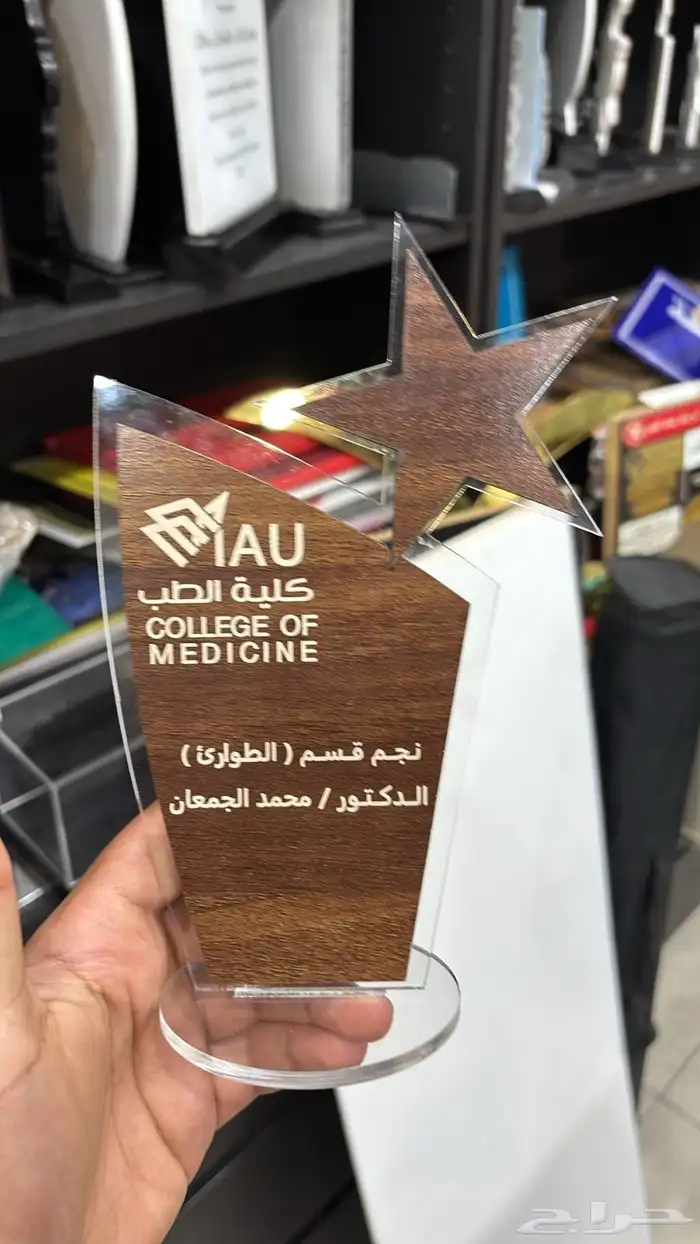 IAU
كلية الطب
COLLEGE OF
MEDICINE
نجم قسم ( الطوارئ )
الدكتور / محمد الجمعان
حراج